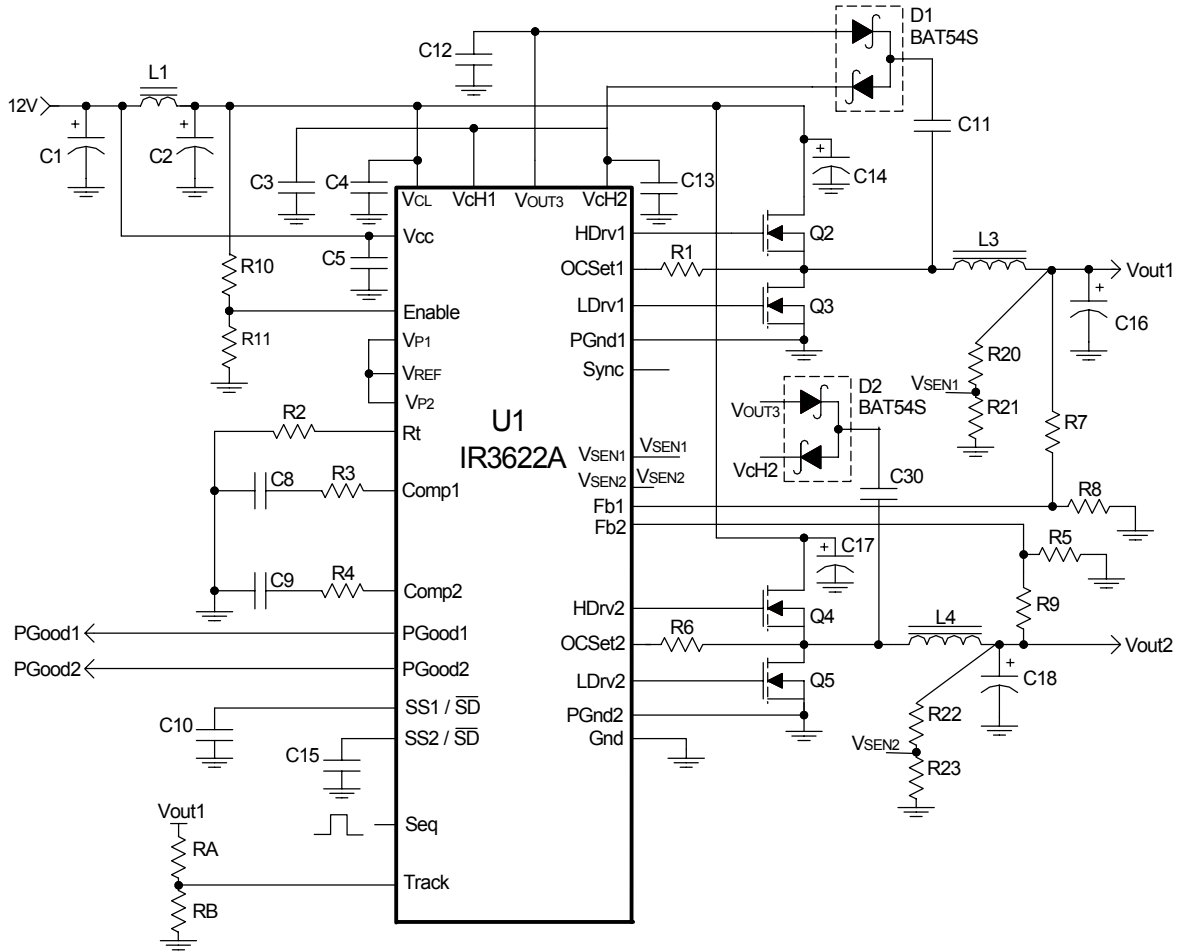 D1
BAT54S
C12
L1
12V
+
C1
+
C2
C11
C3
C4
C13
+
C14
VCL
VcH1
VOUT3
VcH2
Vcc
C5
HDrv1
Q2
L3
R10
OCSet1
R1
Vout1
+
C16
Enable
LDrv1
Q3
R11
VP1
PGnd1
VREF
Sync
R20
VSEN1
R21
R7
VP2
D2
BAT54S
VOUT3
VcH2
R2
Rt
U1
IR3622A
VSEN1
VSEN1
VSEN2
VSEN2
C30
C8
R3
Comp1
Fb1
R8
Fb2
+
C17
R5
C9
R4
Comp2
HDrv2
Q4
R9
L4
PGood1
PGood1
OCSet2
R6
Vout2
PGood2
PGood2
LDrv2
Q5
+
C18
C10
SS1 / SD
PGnd2
R22
C15
SS2 / SD
Gnd
VSEN2
R23
Vout1
Seq
RA
Track
RB